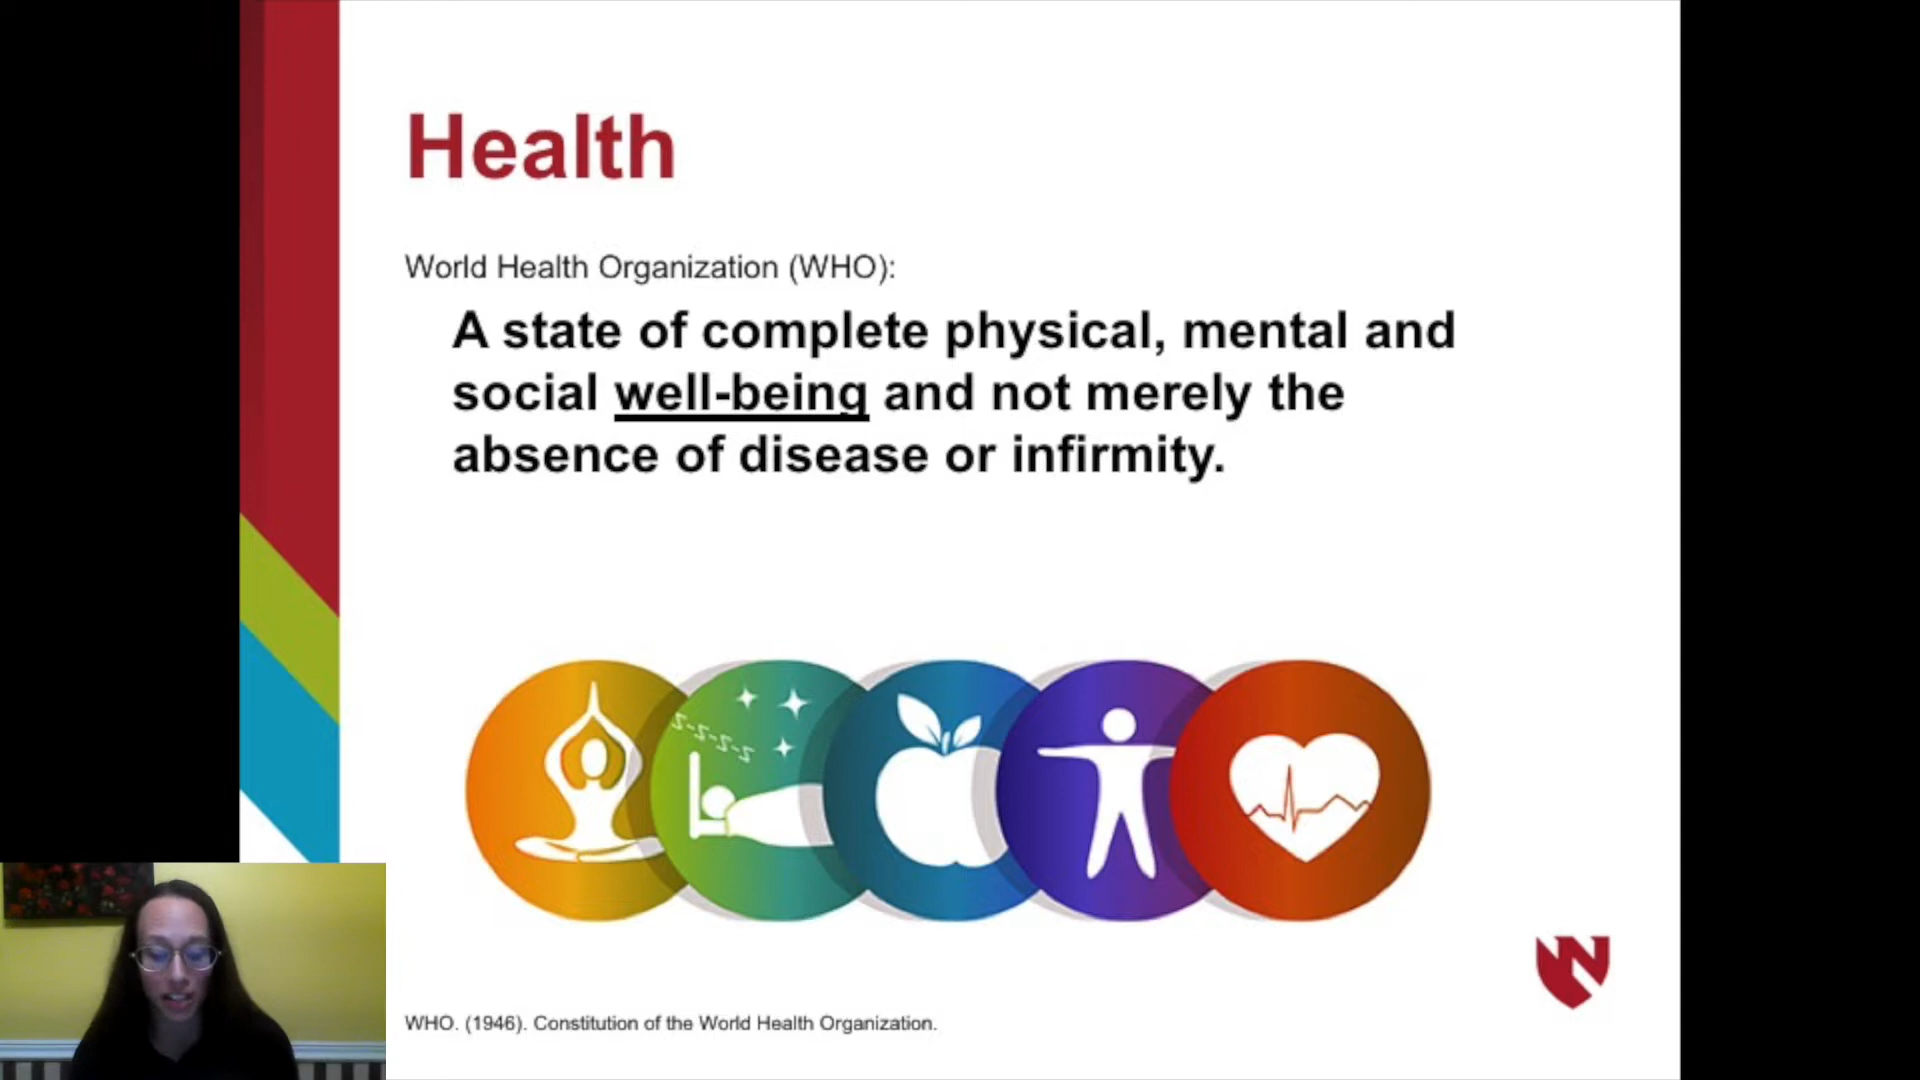 Health
World Health Organization (WHO):
A state of complete physical, mental and
social well-being and not merely the
absence of disease or infirmity.
z-z-z-z-z
WHO. (1946). Constitution of the World Health Organization.